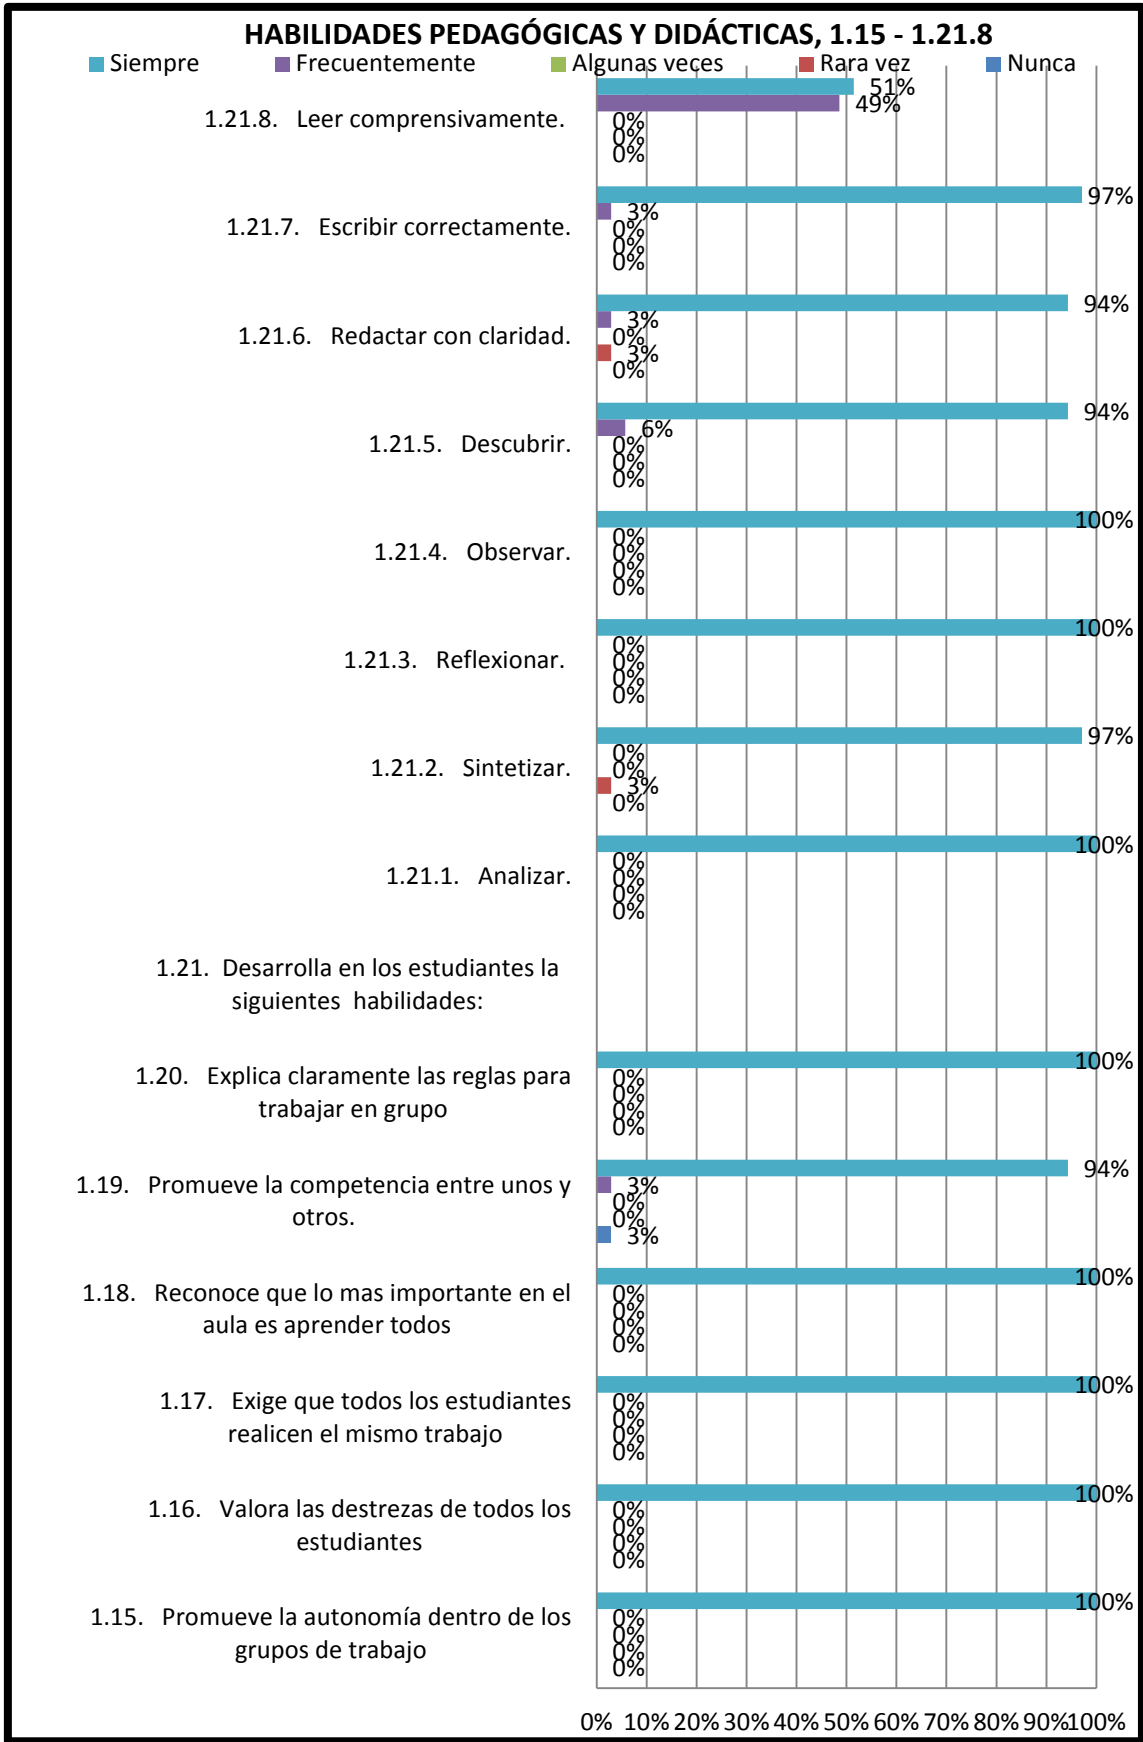 HABILIDADES PEDAGÓGICAS Y DIDÁCTICAS, 1.15 - 1.21.8
Siempre Frecuentemente Algunas veces Rara vez Nunca
1.21.8. Leer comprensivamente.
51%
49%
0%
0%
0%
1.21.7. Escribir correctamente.
97%
3%
0%
0%
0%
1.21.6. Redactar con claridad.
94%
3%
0%
3%
0%
1.21.5. Descubrir.
94%
6%
0%
0%
0%
1.21.4. Observar.
100%
0%
0%
0%
0%
1.21.3. Reflexionar.
100%
0%
0%
0%
0%
1.21.2. Sintetizar.
97%
0%
0%
3%
0%
1.21.1. Analizar.
100%
0%
0%
0%
0%
1.21. Desarrolla en los estudiantes la
siguientes habilidades:
1.20. Explica claramente las reglas para
trabajar en grupo
100%
0%
0%
0%
0%
1.19. Promueve la competencia entre unos y
otros.
94%
3%
0%
0%
3%
1.18. Reconoce que lo mas importante en el
aula es aprender todos
100%
0%
0%
0%
0%
1.17. Exige que todos los estudiantes
realicen el mismo trabajo
100%
0%
0%
0%
0%
1.16. Valora las destrezas de todos los
estudiantes
100%
0%
0%
0%
0%
1.15. Promueve la autonomía dentro de los
grupos de trabajo
100%
0%
0%
0%
0%
0% 10% 20% 30% 40% 50% 60% 70% 80% 90% 100%